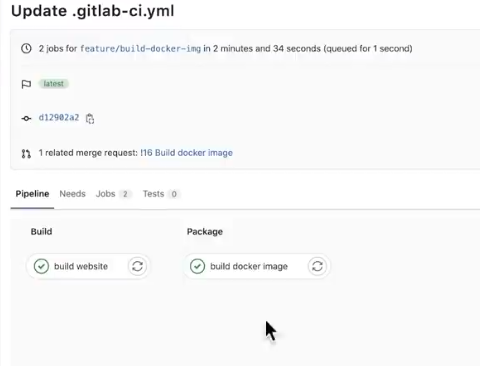 Update .gitlab-ci.yml
2 jobs for feature/build-docker-img in 2 minutes and 34 seconds (queued for 1 second)
latest
d12902a2
1 related merge request: !16 Build docker image
Pipeline Needs Jobs 2 Tests 0
Build Package
build website build docker image